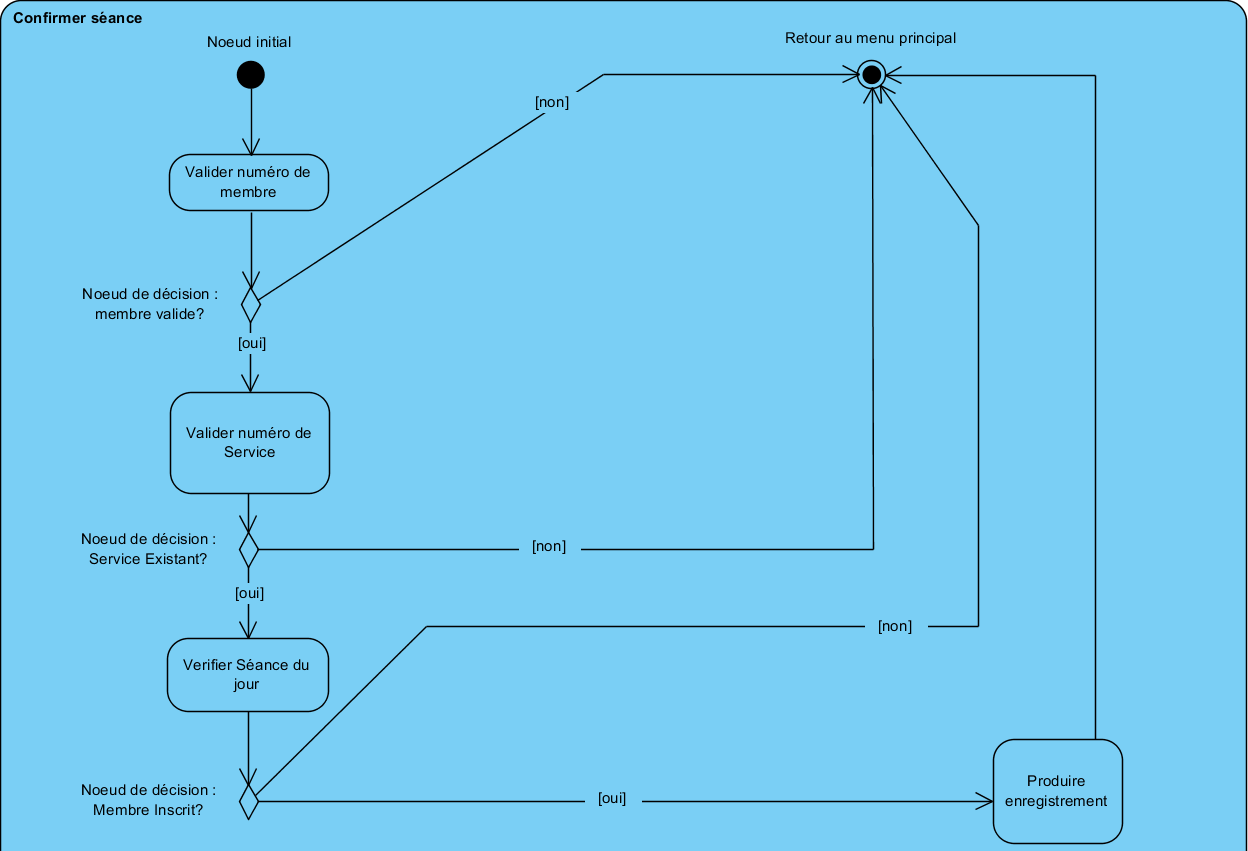 Confirmer séance
Noeud initial
Retour au menu principal
[non]
Valider numéro de
membre
Noeud de décision :
membre valide?
[oui]
Valider numéro de
Service
Noeud de décision :
Service Existant?
[non]
[oui]
[non]
Verifier Séance du
jour
Noeud de décision :
Membre Inscrit?
[oui]
Produire
enregistrement